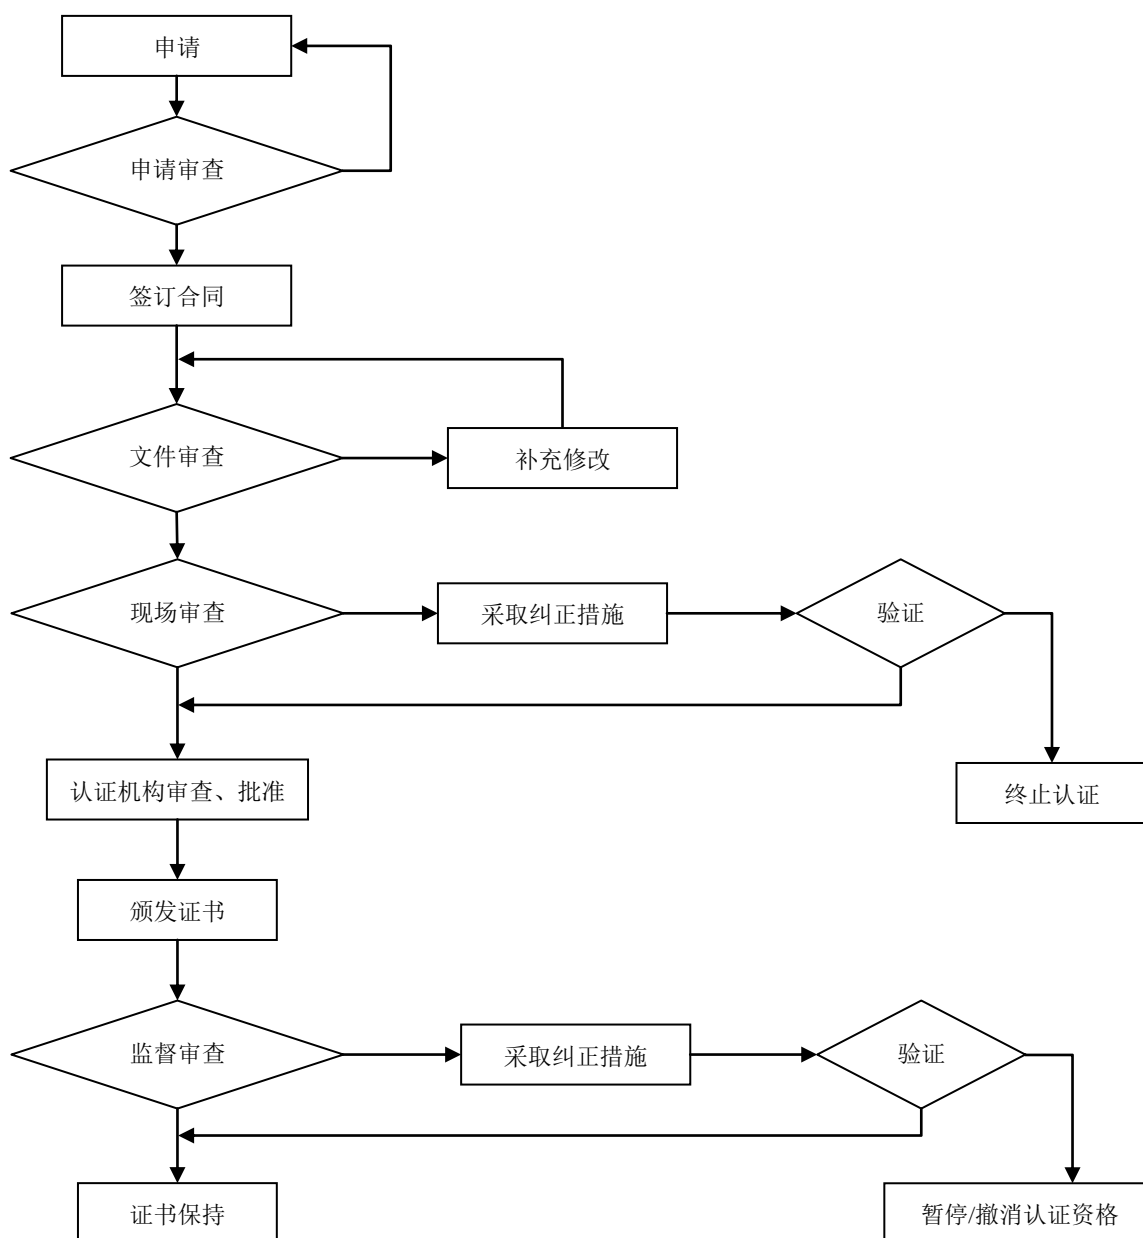 申请
申请审查
签订合同
文件审查
补充修改
现场审查
采取纠正措施
验证
认证机构审查、批准
终止认证
颁发证书
监督审查
采取纠正措施
验证
证书保持
暂停/撤消认证资格